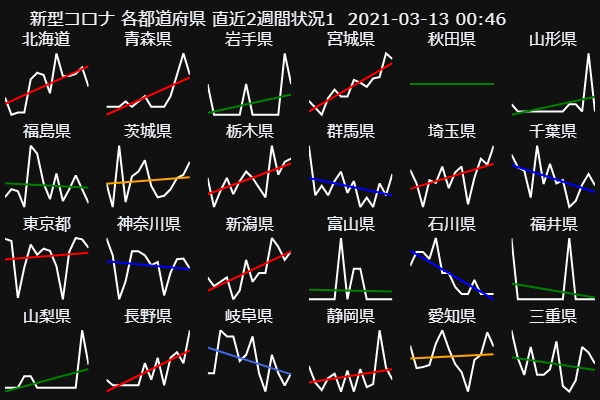 新型コロナ 各都道府県 直近2週間状況1 2021-03-13 00:46
北海道 青森県 岩手県 宮城県 秋田県 山形県
福島県 茨城県 栃木県 群馬県 埼玉県 千葉県
東京都 神奈川県 新潟県 富山県 石川県 福井県
山梨県 長野県 岐阜県 静岡県 愛知県 三重県